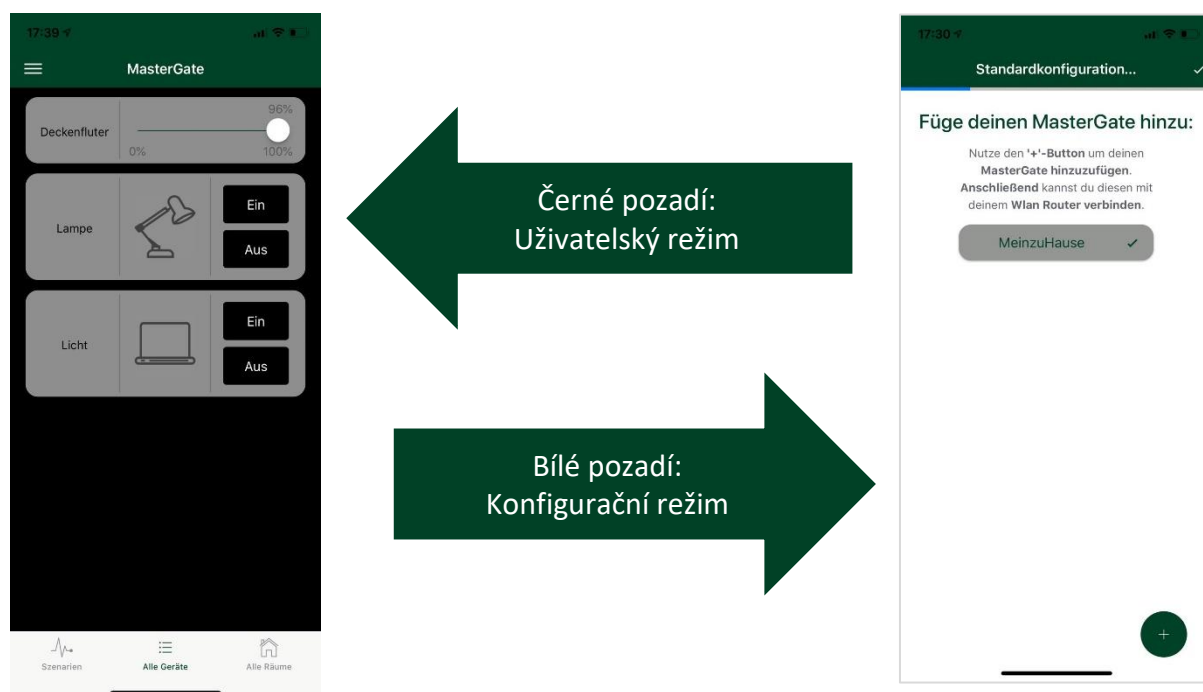 17:39
MasterGate
96%
Deckenfluter
0%
100%
Lampe
Ein
Aus
Licht
Ein
Aus
Szenarien
Alle Geräte
Alle Räume
Černé pozadí:
Uživatelský režim
Bílé pozadí:
Konfigurační režim
17:30
Standardkonfiguration...
Füge deinen MasterGate hinzu:
Nutze den '+'-Button um deinen
MasterGate hinzuzufügen.
Anschließend kannst du diesen mit
deinem Wlan Router verbinden.
MeinzuHause
+